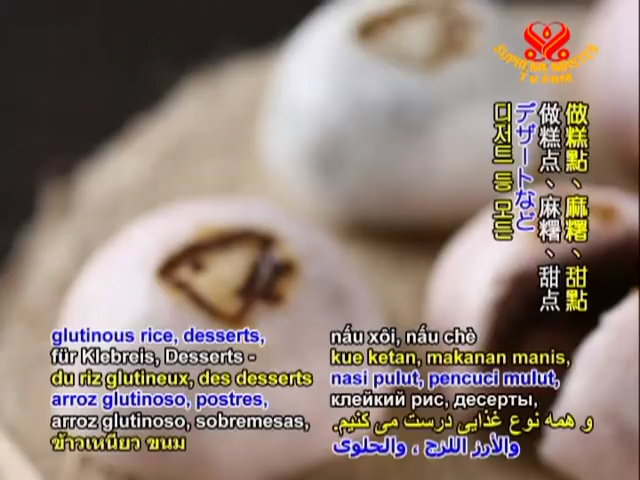 SUPREME MASTER
TV.COM
做糕點、麻糬、甜點
做糕点、麻糬、甜点
デザートなど
디저트 등 모든
glutinous rice, desserts,
für Klebreis, Desserts -
du riz glutineux, des desserts
arroz glutinoso, postres,
arroz glutinoso, sobremesas,
ข้าวเหนียว ขนม
nấu xôi, nấu chè
kue ketan, makanan manis,
nasi pulut, pencuci mulut,
клейкий рис, десерты,
و همه نوع غذایی درست می کنیم.
والأرز اللزج ، والحلوى